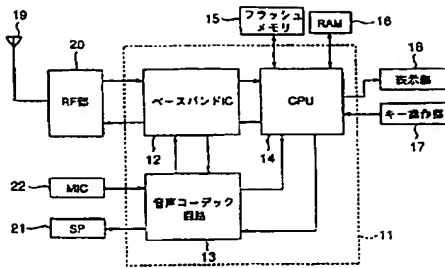 15
フラッシュ
メモリ
RAM
16
19
20
18
RF部
ベースバンドIC
CPU
表示部
キー操作部
12
14
17
22
MIC
音声コーデック
回路
21
SP
13
11